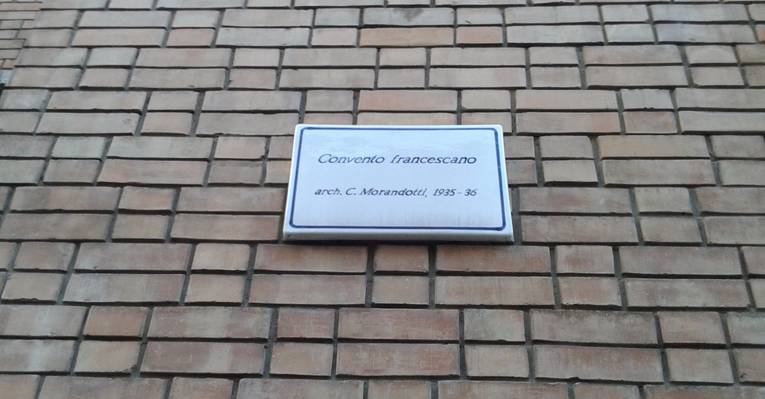 Convento francescano
arch. C. Morandotti, 1935-36